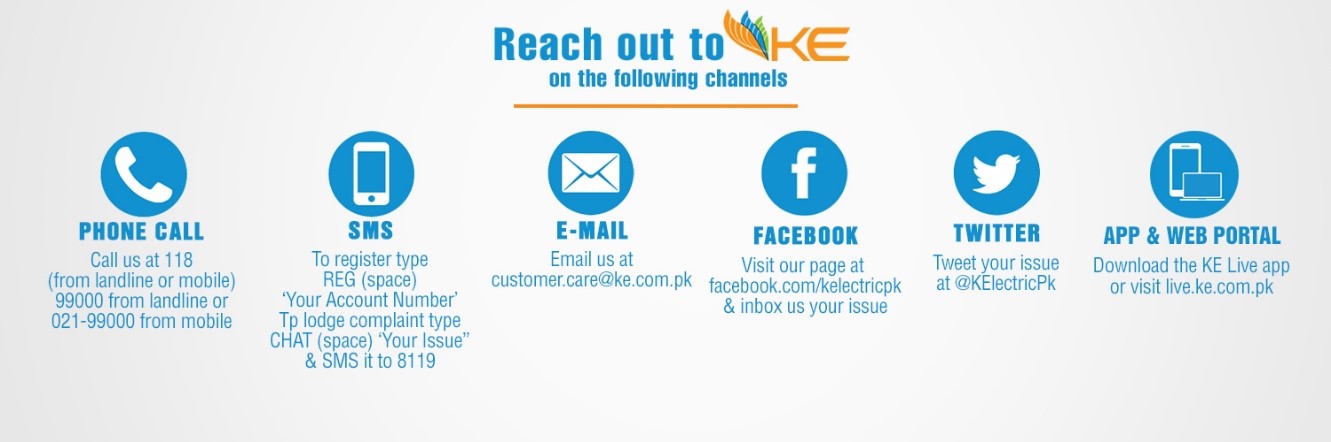 Reach out to KE
on the following channels
PHONE CALL
Call us at 118
(from landline or mobile)
99000 from landline or
021-99000 from mobile
SMS
To register type
REG (space)
‘Your Account Number’
Tp lodge complaint type
CHAT (space) ‘Your Issue”
& SMS it to 8119
E-MAIL
Email us at
customer.care@ke.com.pk
FACEBOOK
Visit our page at
facebook.com/kelectricpk
& inbox us your issue
TWITTER
Tweet your issue
at @KElectricPk
APP & WEB PORTAL
Download the KE Live app
or visit live.ke.com.pk